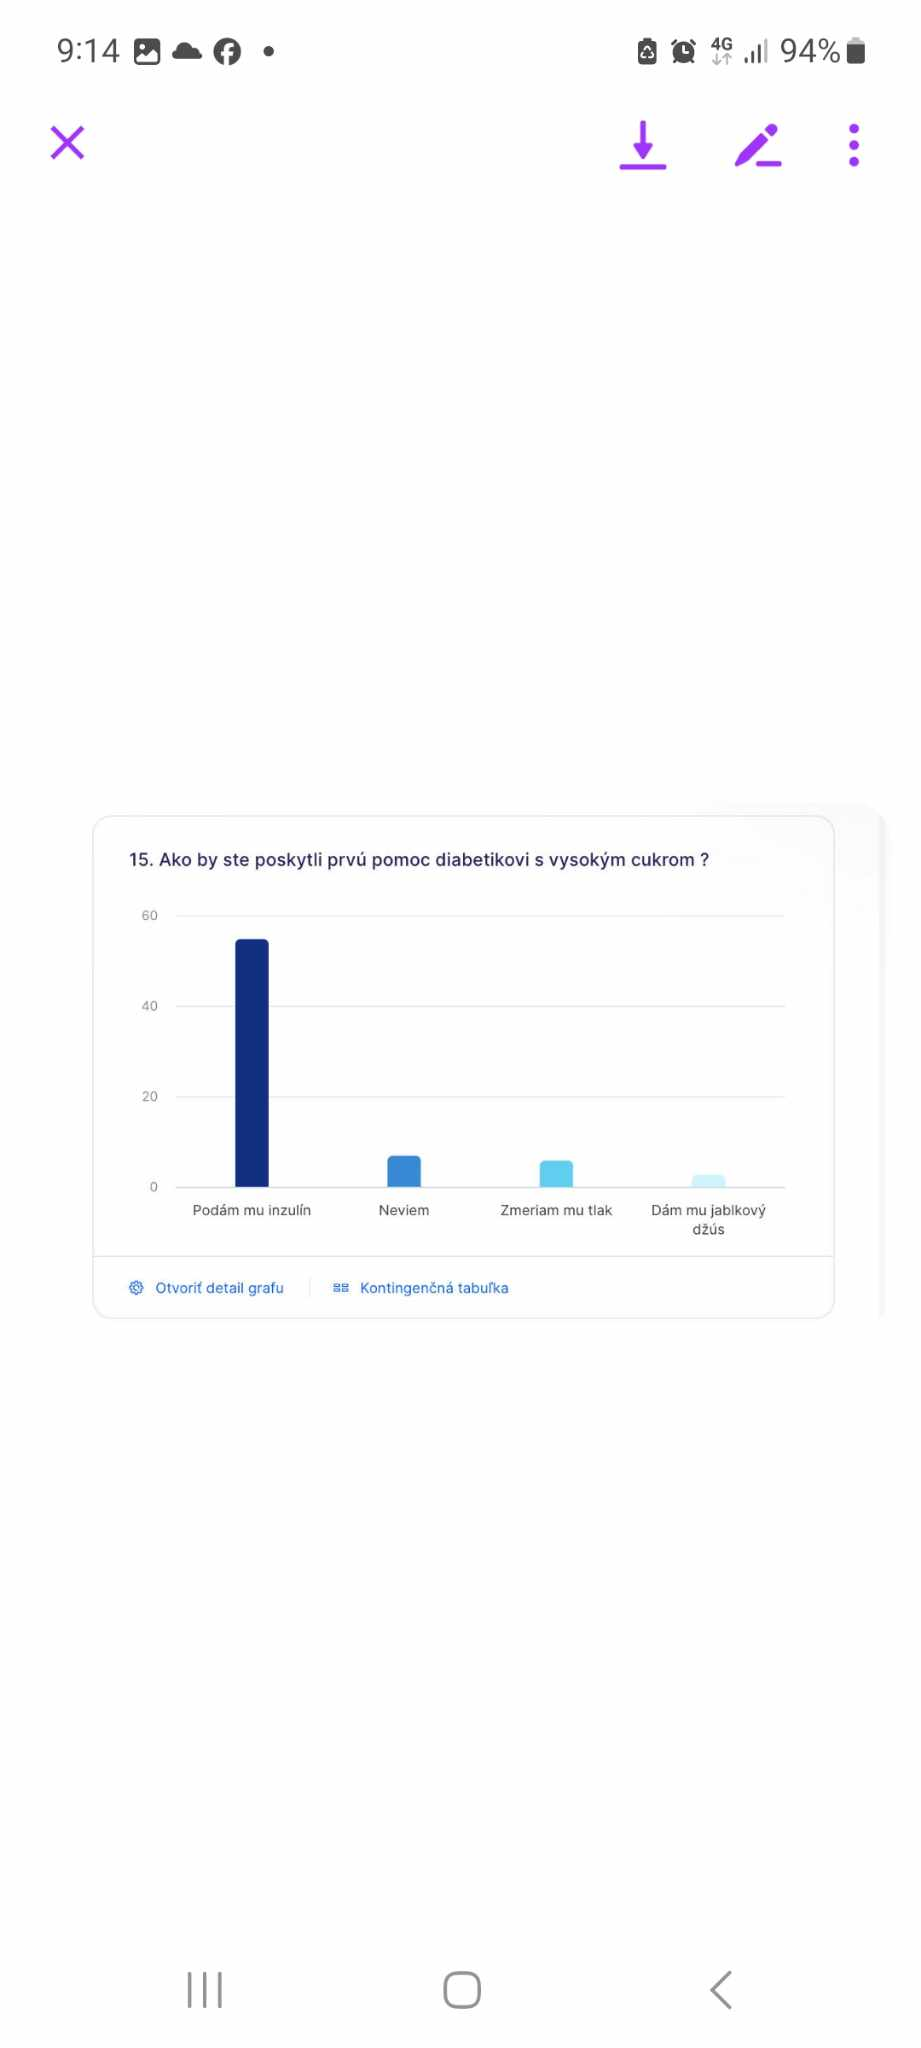 9:14
4G
94%
15. Ako by ste poskytli prvú pomoc diabetikovi s vysokým cukrom ?
60
40
20
0
Podám mu inzulín
Neviem
Zmeriam mu tlak
Dám mu jablkový
džús
Otvoriť detail grafu
Kontingenčná tabuľka